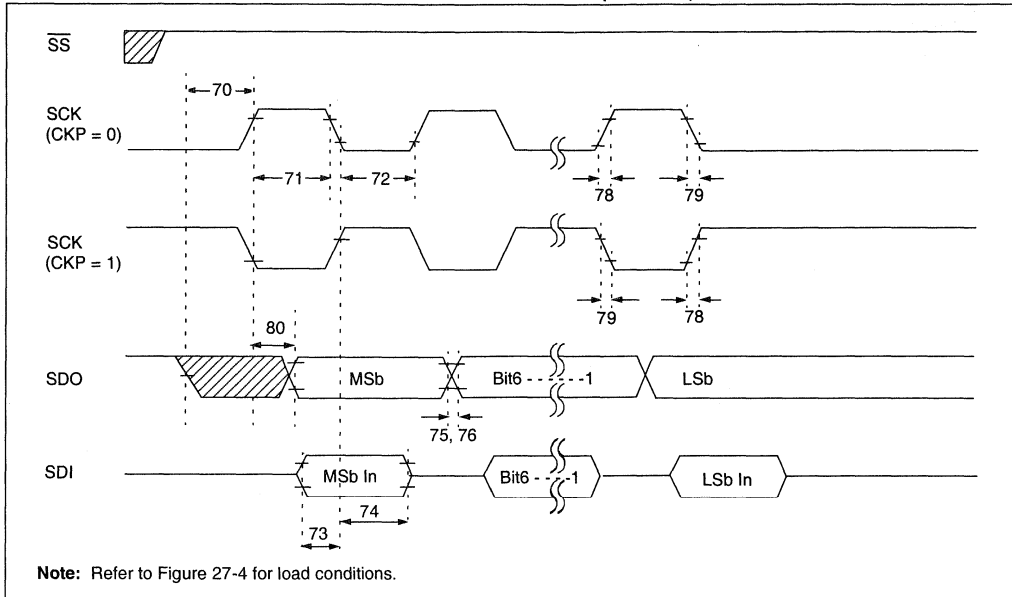 SS
70
SCK
(CKP = 0)
71
72
78
79
SCK
(CKP = 1)
79
78
80
SDO
MSb
Bit6 - - - - - -1
LSb
75, 76
SDI
MSb In
Bit6 - - - -1
LSb In
74
73
Note: Refer to Figure 27-4 for load conditions.